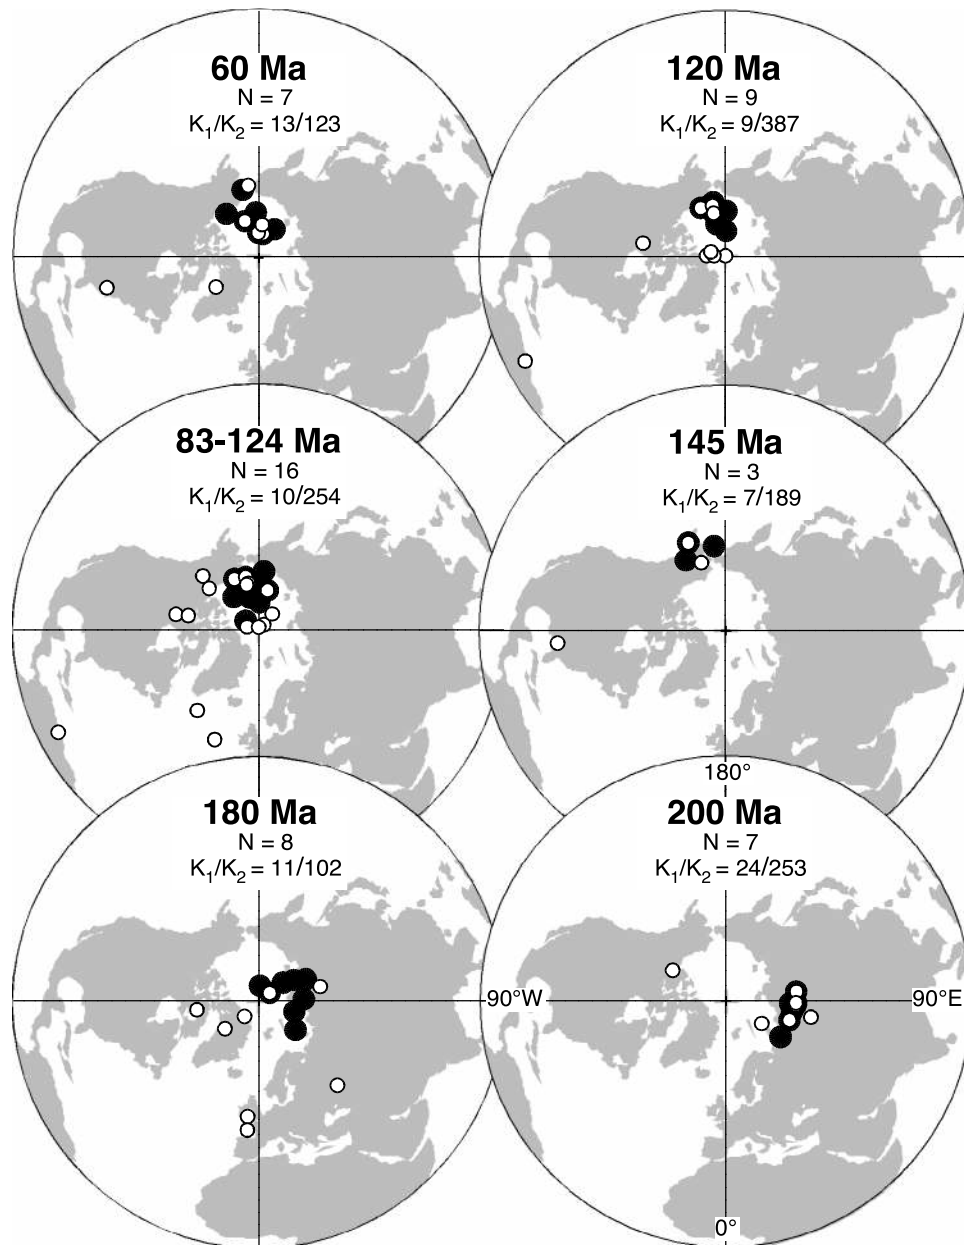 60 Ma
N = 7
K₁/K₂ = 13/123
120 Ma
N = 9
K₁/K₂ = 9/387
83-124 Ma
N = 16
K₁/K₂ = 10/254
145 Ma
N = 3
K₁/K₂ = 7/189
180 Ma
N = 8
K₁/K₂ = 11/102
180°
200 Ma
N = 7
K₁/K₂ = 24/253
90°W
90°E
0°